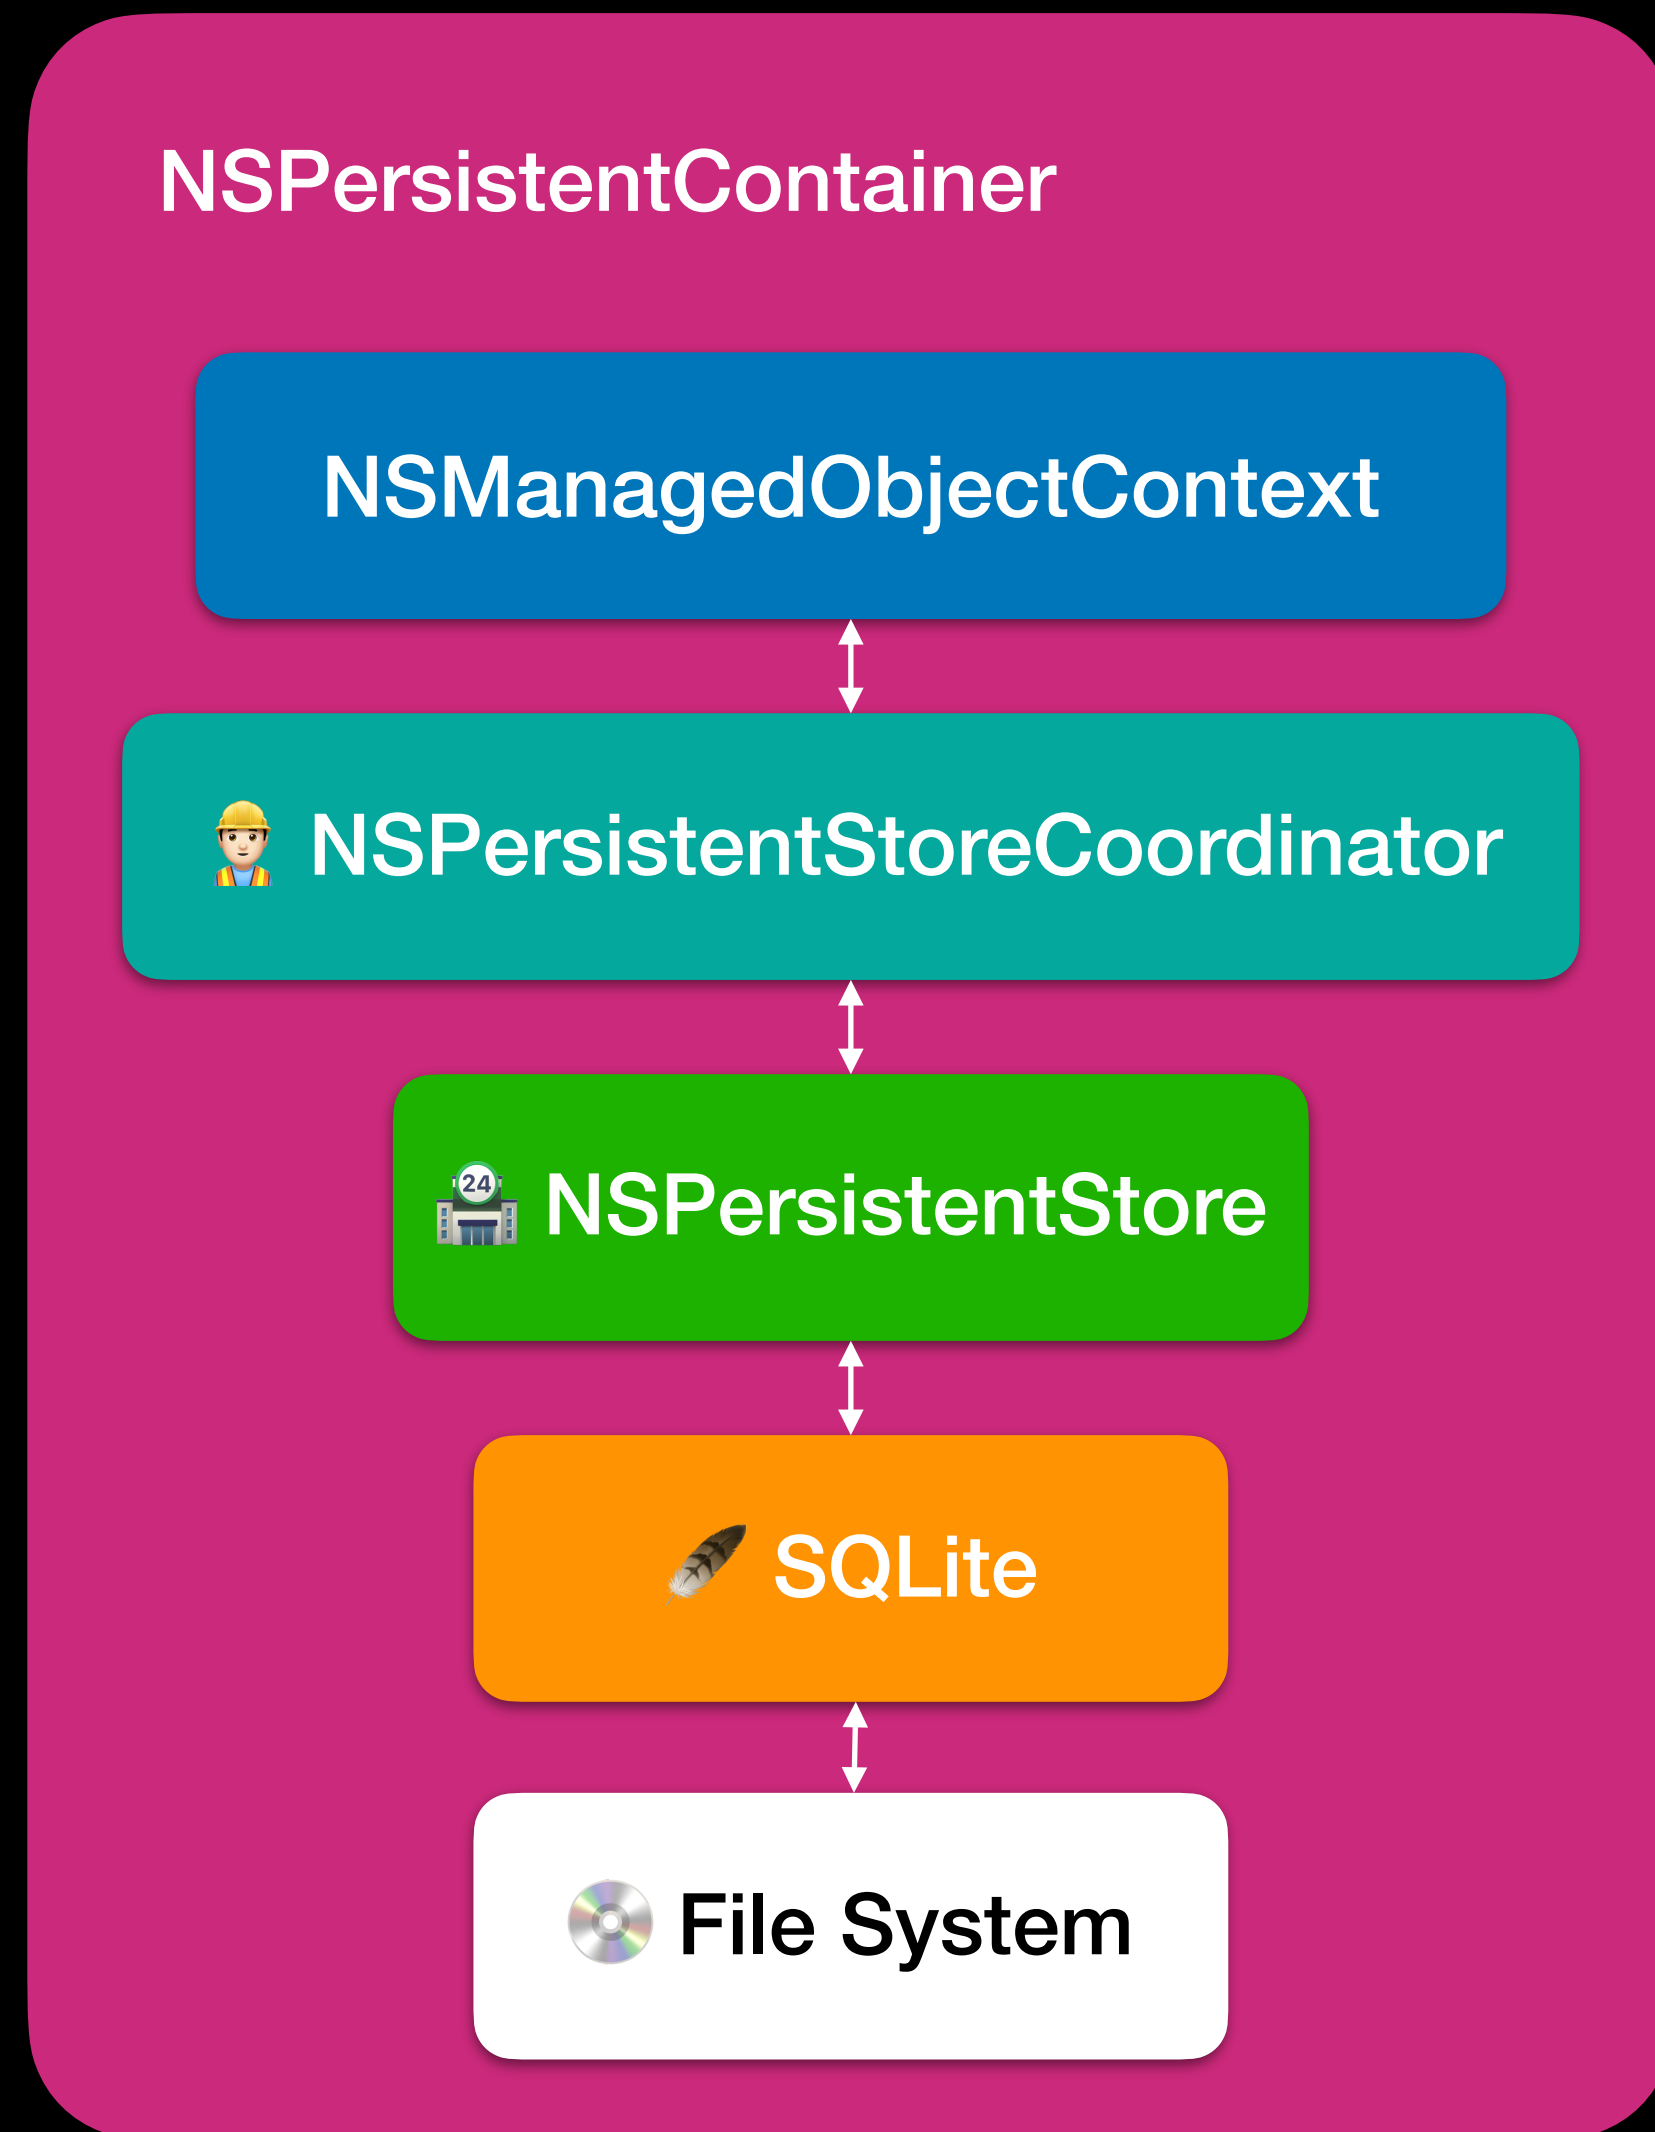 NSPersistentContainer
NSManagedObjectContext
NSPersistentStoreCoordinator
24
NSPersistentStore
SQLite
File System